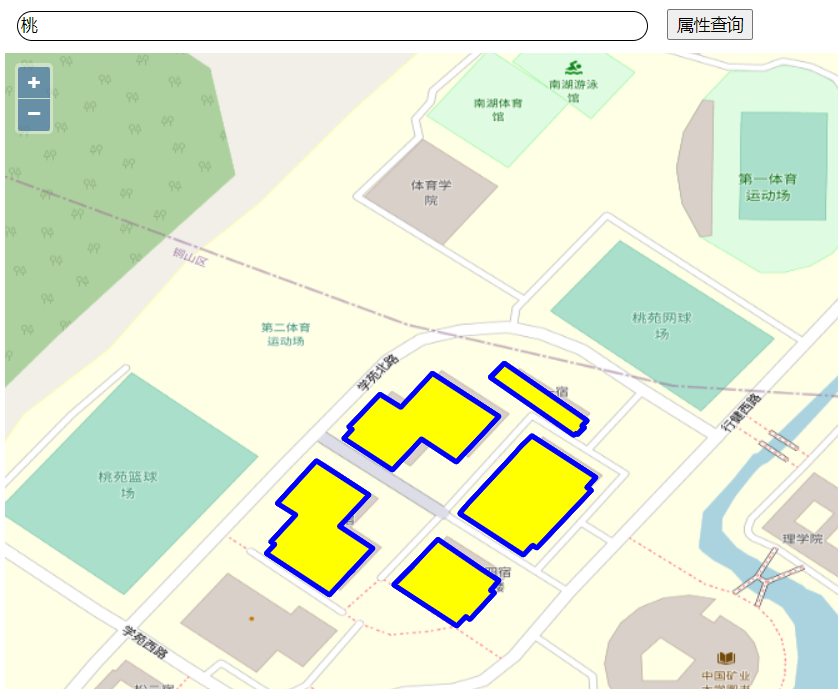 桃
属性查询
+
−
南湖游泳
馆
南湖体育
馆
体育学
院
第一体育
运动场
铜山区
桃苑网球
场
第二体育
运动场
学苑北路
宿
行健西路
桃苑篮球
场
理学院
四宿
学苑西路
中国矿业